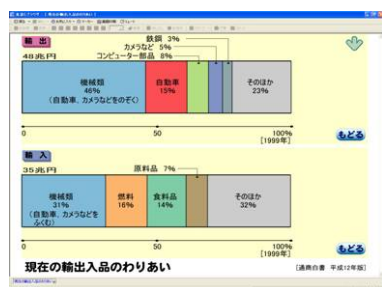 輸 出
48兆円
鉄鋼 3%
カメラなど 5%
コンピューター部品 8%
機械類
46%
(自動車、カメラなどをのぞく)
自動車
15%
そのほか
23%
0
50
100%
[1999年]
もどる
輸 入
35兆円
原料品 7%
機械類
31%
(自動車、カメラなどを
ふくむ)
燃料
16%
食料品
14%
そのほか
32%
0
50
100%
[1999年]
もどる
現在の輸出入品のわりあい
[通商白書 平成12年版]